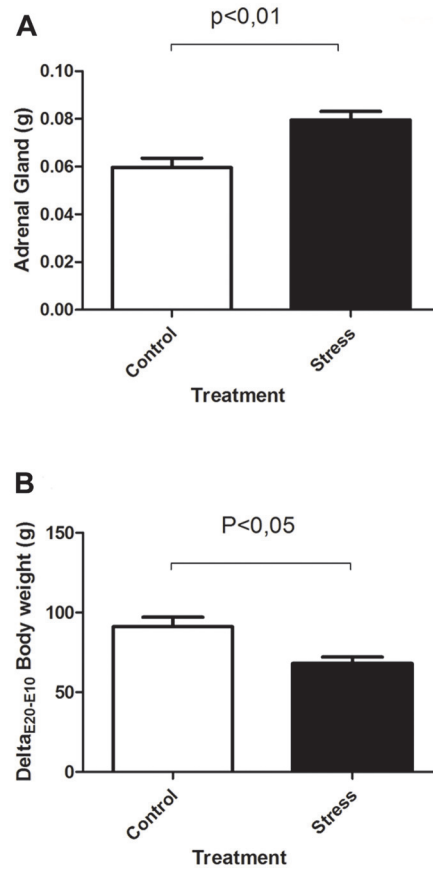 A
p<0,01
Adrenal Gland (g)
0.10
0.08
0.06
0.04
0.02
0.00
Control
Stress
Treatment
B
P<0,05
DeltaE20-E10 Body weight (g)
150
100
50
0
Control
Stress
Treatment